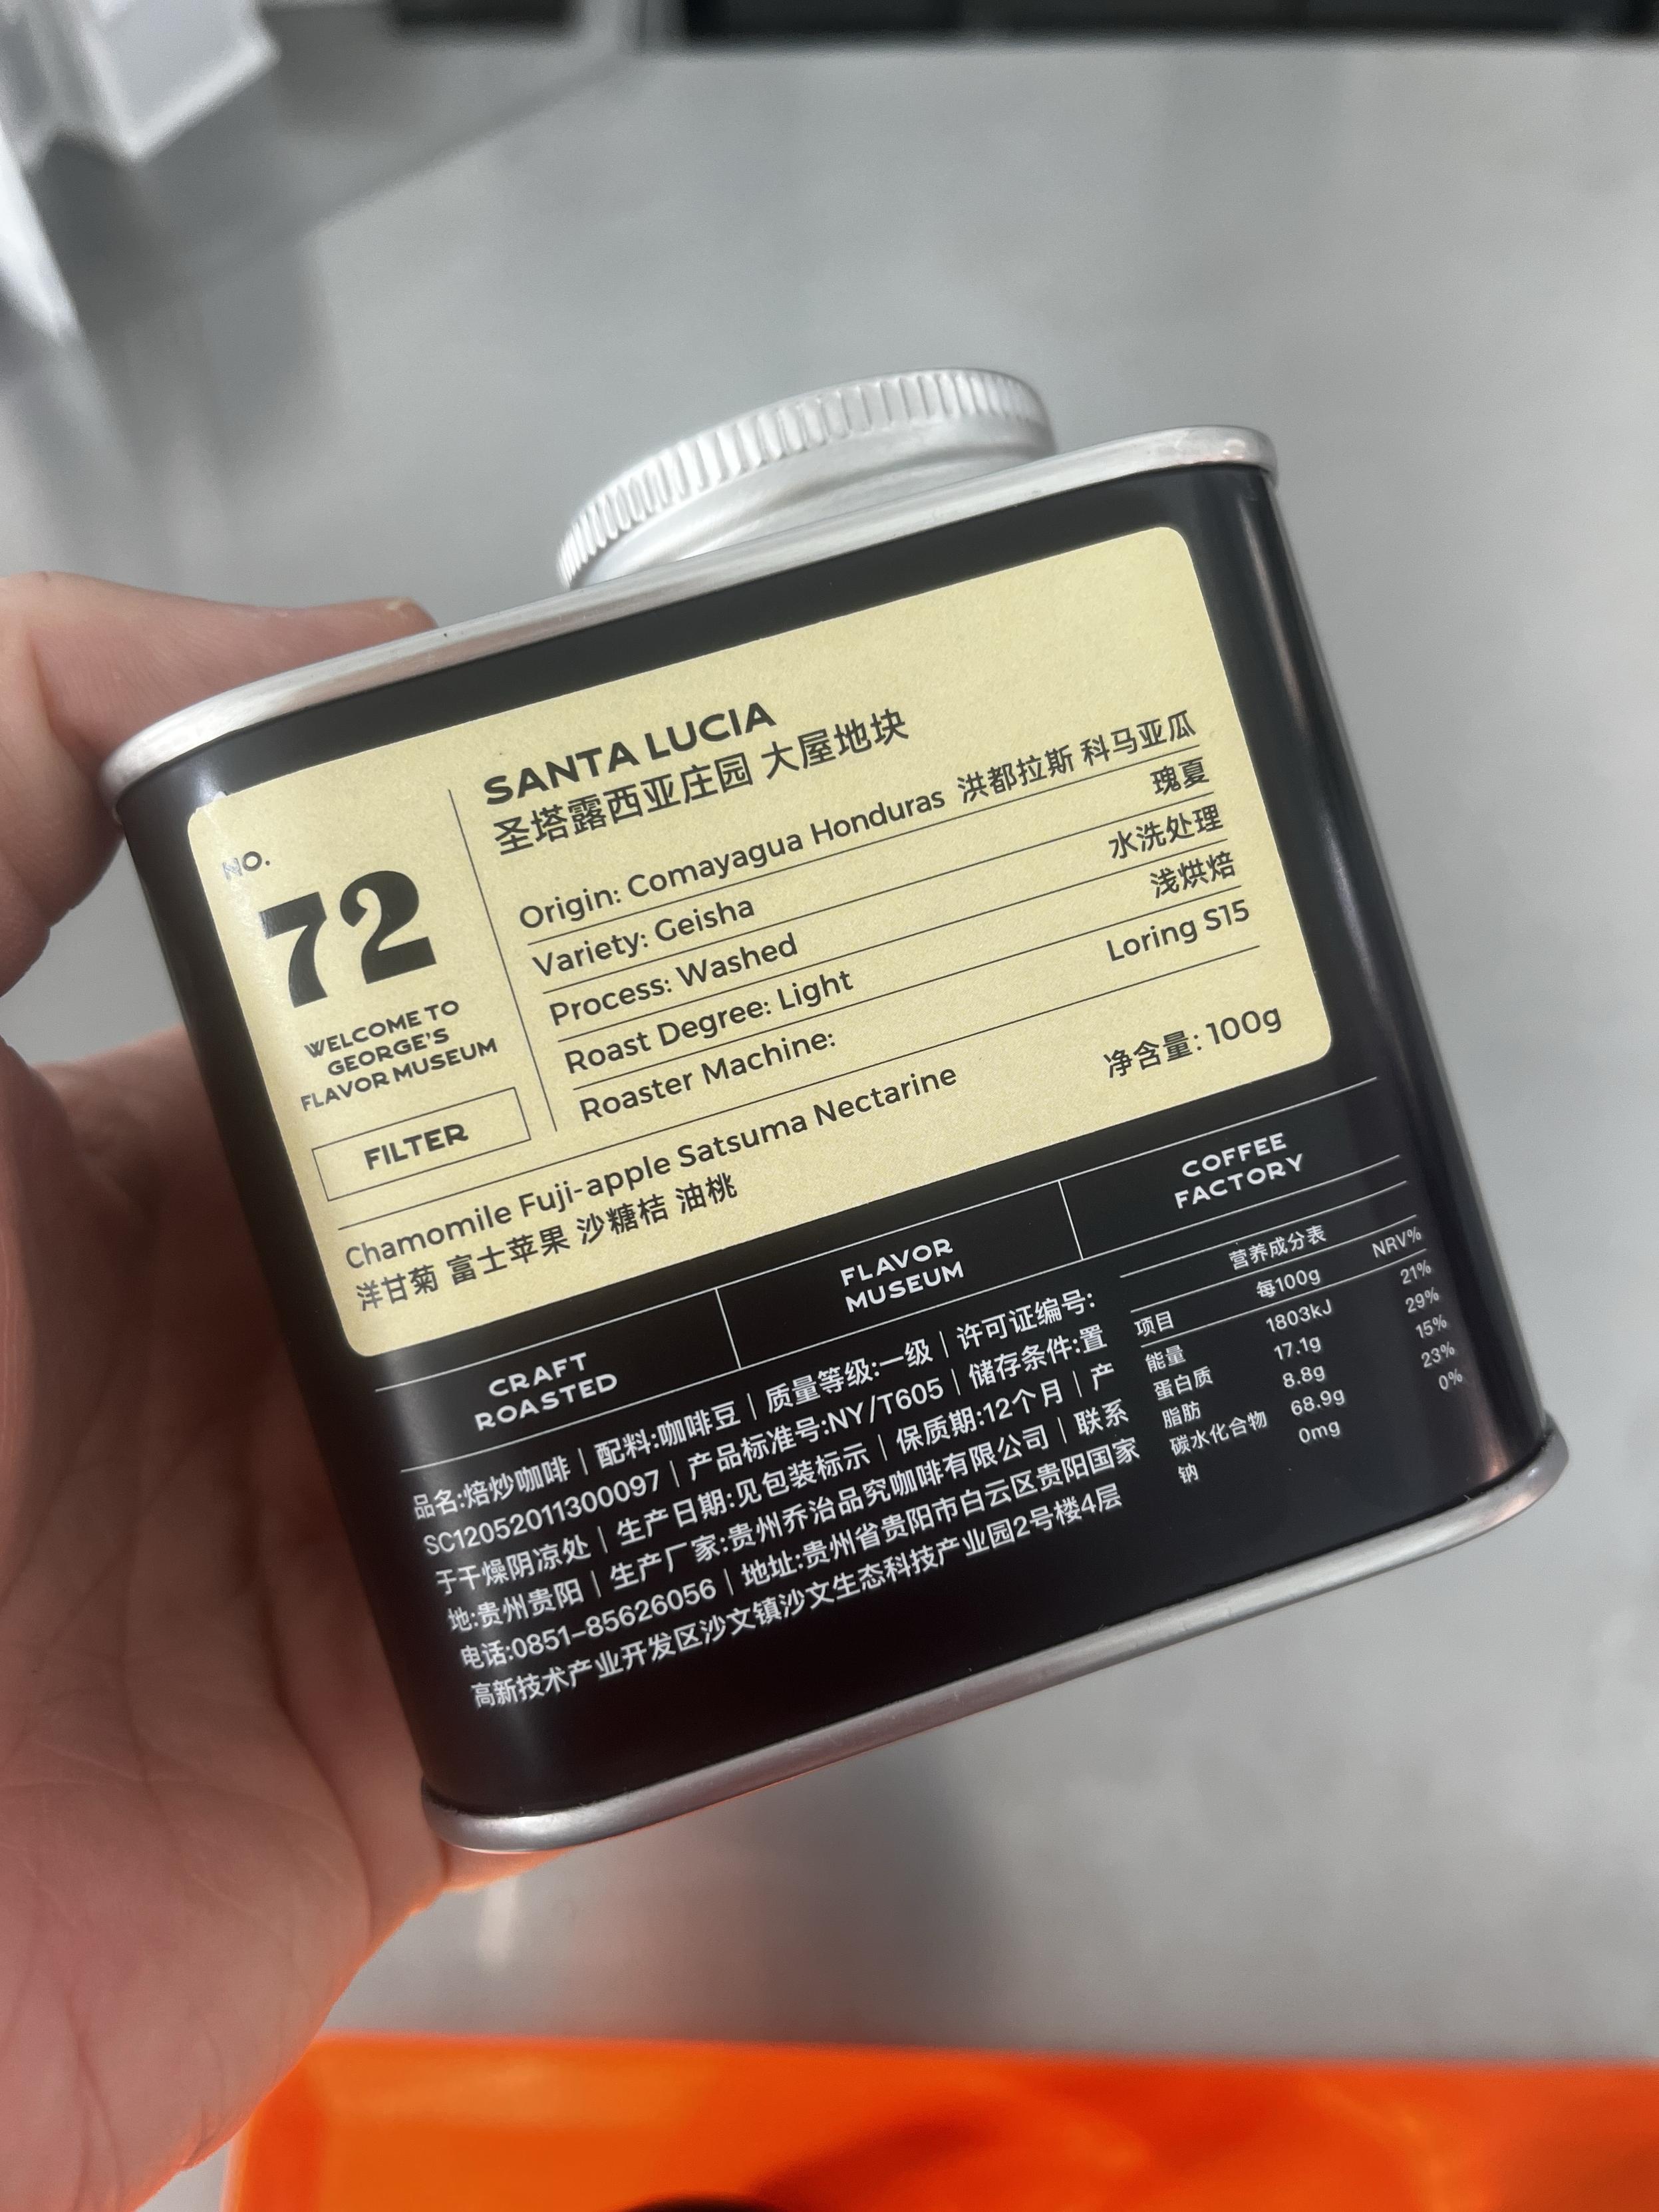 NO.
72
WELCOME TO
GEORGE'S
FLAVOR MUSEUM
FILTER
SANTA LUCIA
圣塔露西亚庄园 大屋地块
Origin: Comayagua Honduras 洪都拉斯 科马亚瓜
Variety: Geisha 瑰夏
Process: Washed 水洗处理
Roast Degree: Light 浅烘焙
Roaster Machine: Loring S15
Chamomile Fuji-apple Satsuma Nectarine 净含量: 100g
洋甘菊 富士苹果 沙糖桔 油桃
CRAFT
ROASTED
FLAVOR
MUSEUM
COFFEE
FACTORY
品名:焙炒咖啡｜配料:咖啡豆｜质量等级:一级｜许可证编号:
SC12052011300097｜产品标准号:NY/T605｜储存条件:置
于干燥阴凉处｜生产日期:见包装标示｜保质期:12个月｜产
地:贵州贵阳｜生产厂家:贵州乔治品究咖啡有限公司｜联系
电话:0851-85626056｜地址:贵州省贵阳市白云区贵阳国家
高新技术产业开发区沙文镇沙文生态科技产业园2号楼4层
营养成分表
项目 每100g NRV%
能量 1803kJ 21%
蛋白质 17.1g 29%
脂肪 8.8g 15%
碳水化合物 68.9g 23%
钠 0mg 0%